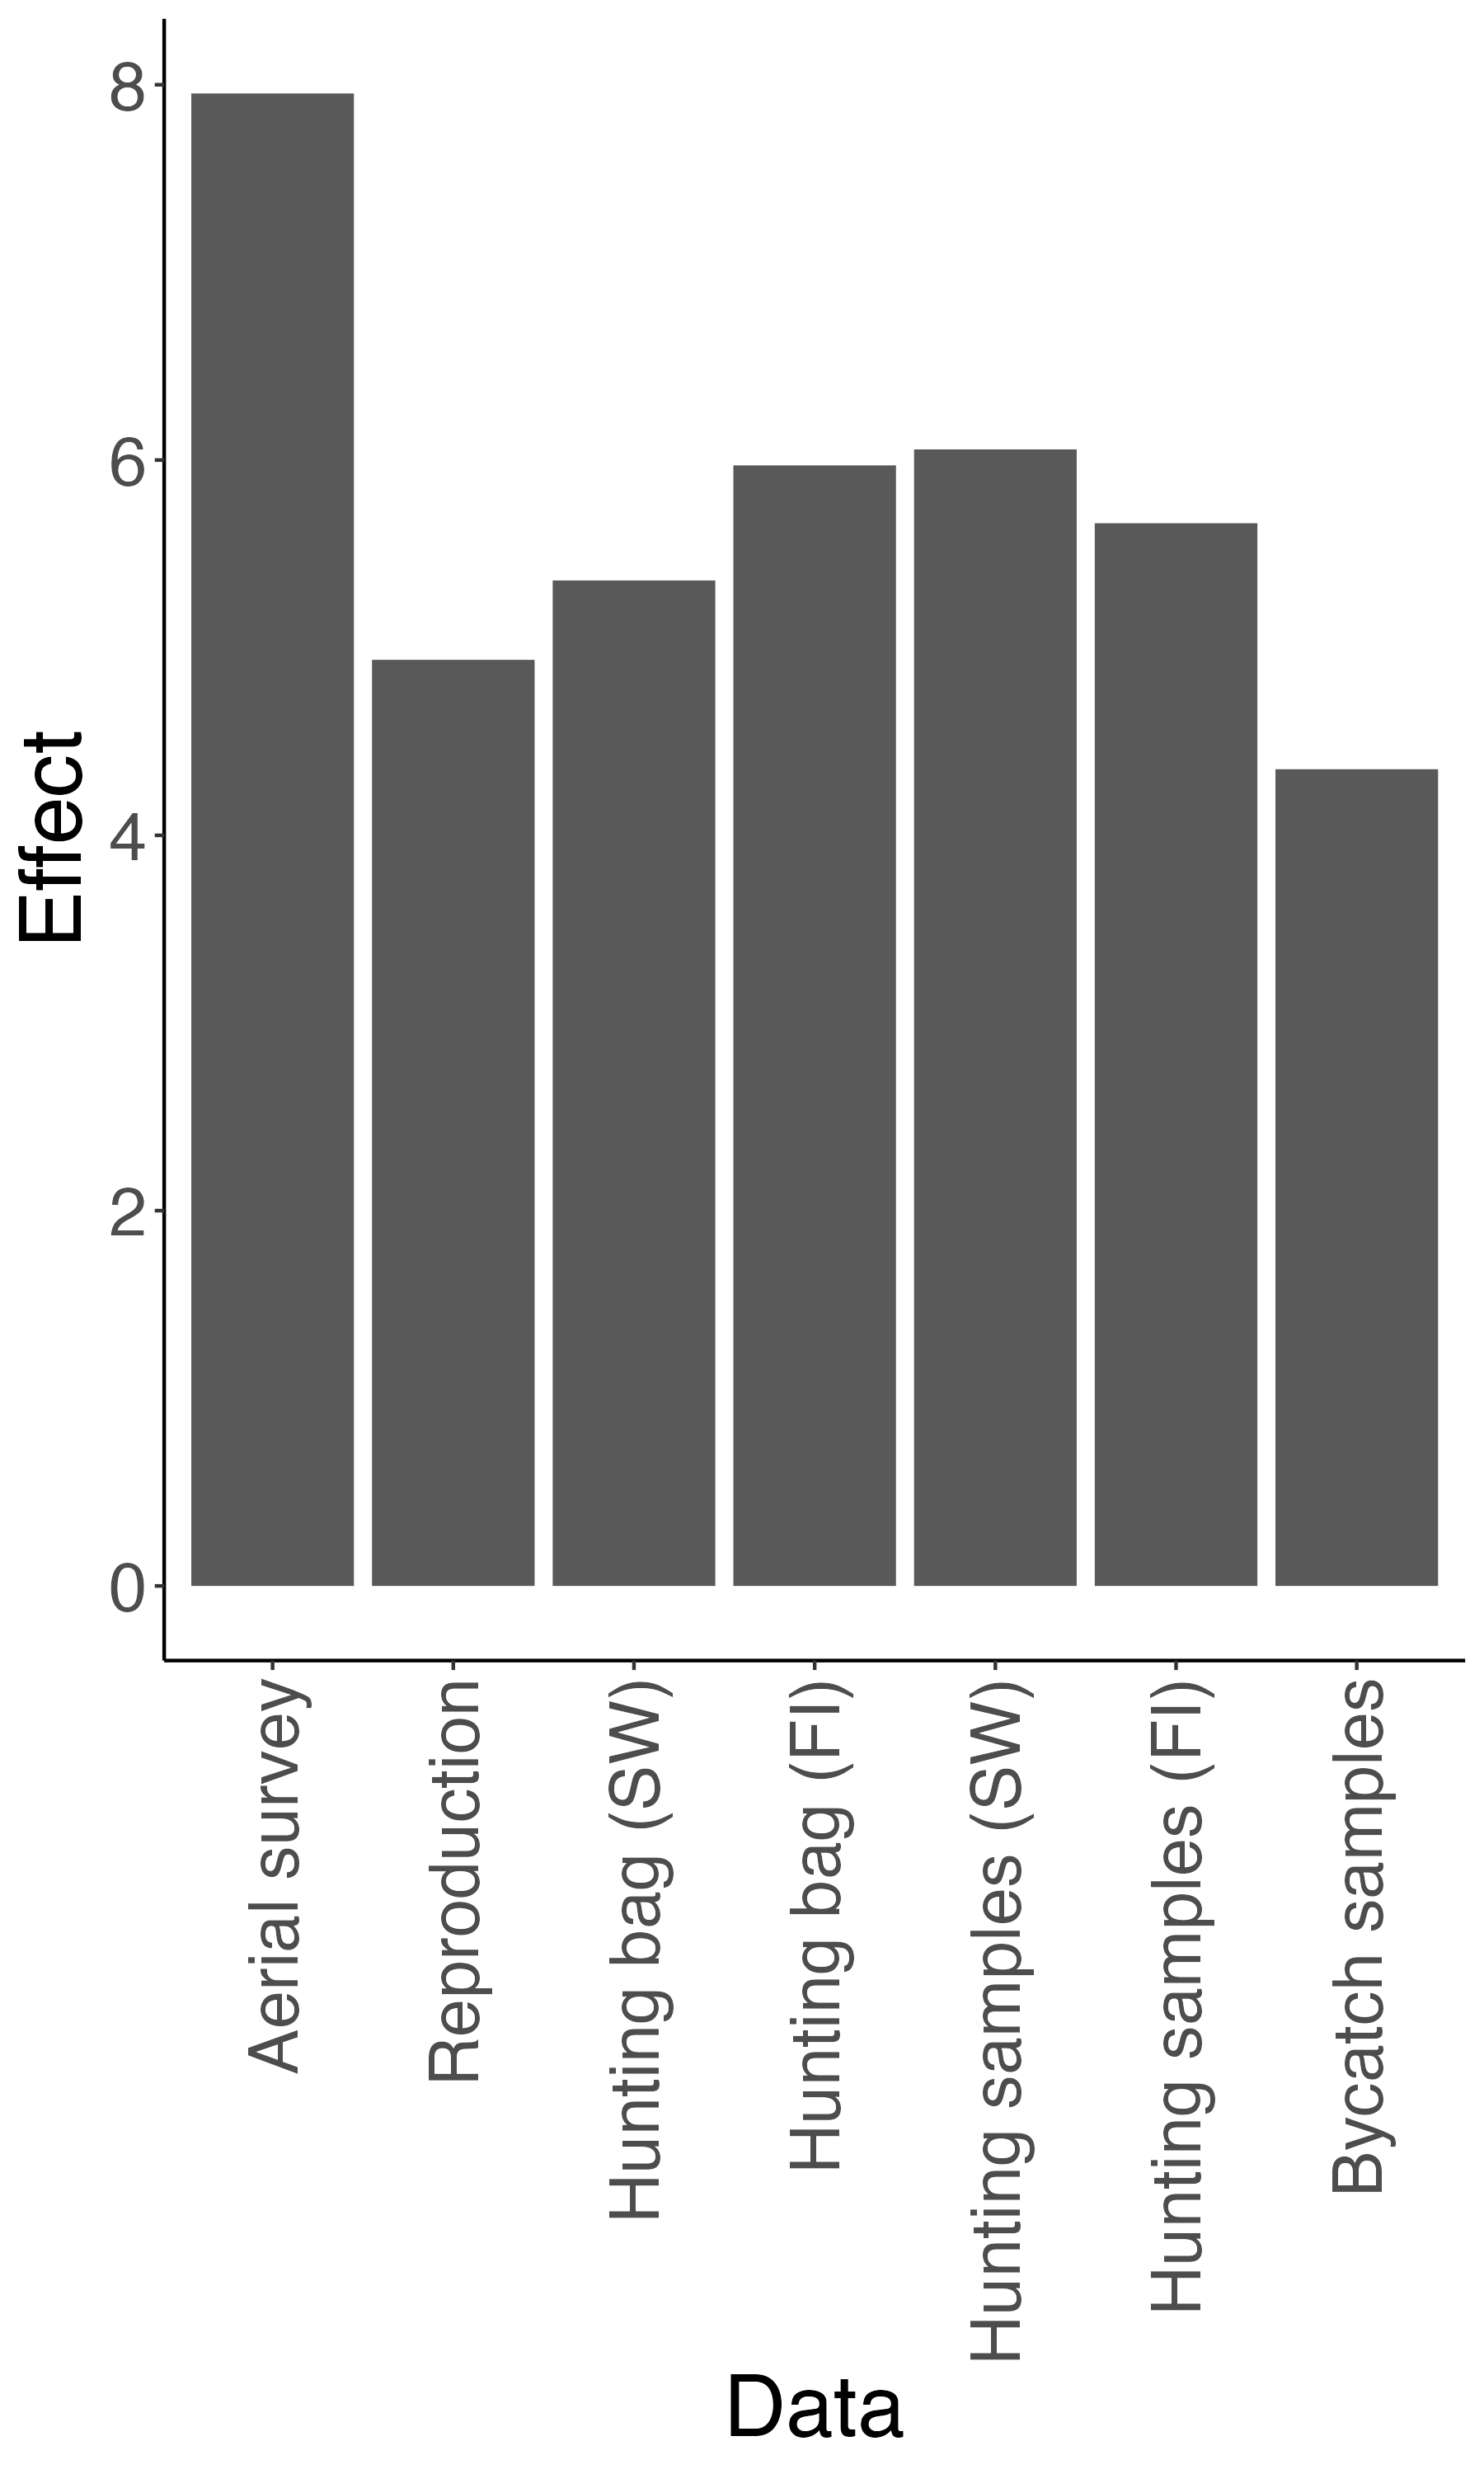 Effect
8
6
4
2
0
Aerial survey
Reproduction
Hunting bag (SW)
Hunting bag (FI)
Hunting samples (SW)
Hunting samples (FI)
Bycatch samples
Data